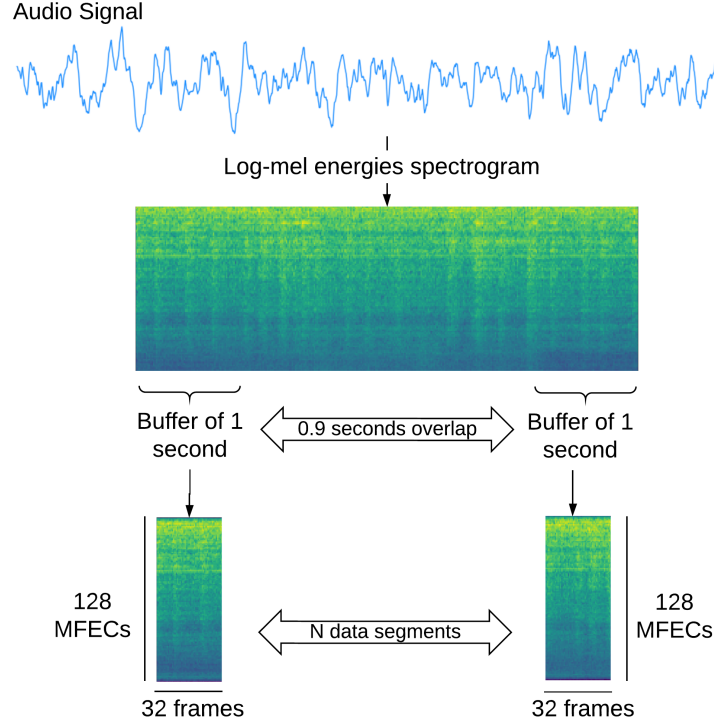 Audio Signal
Log-mel energies spectrogram
Buffer of 1
second
0.9 seconds overlap
Buffer of 1
second
128
MFECs
N data segments
128
MFECs
32 frames
32 frames